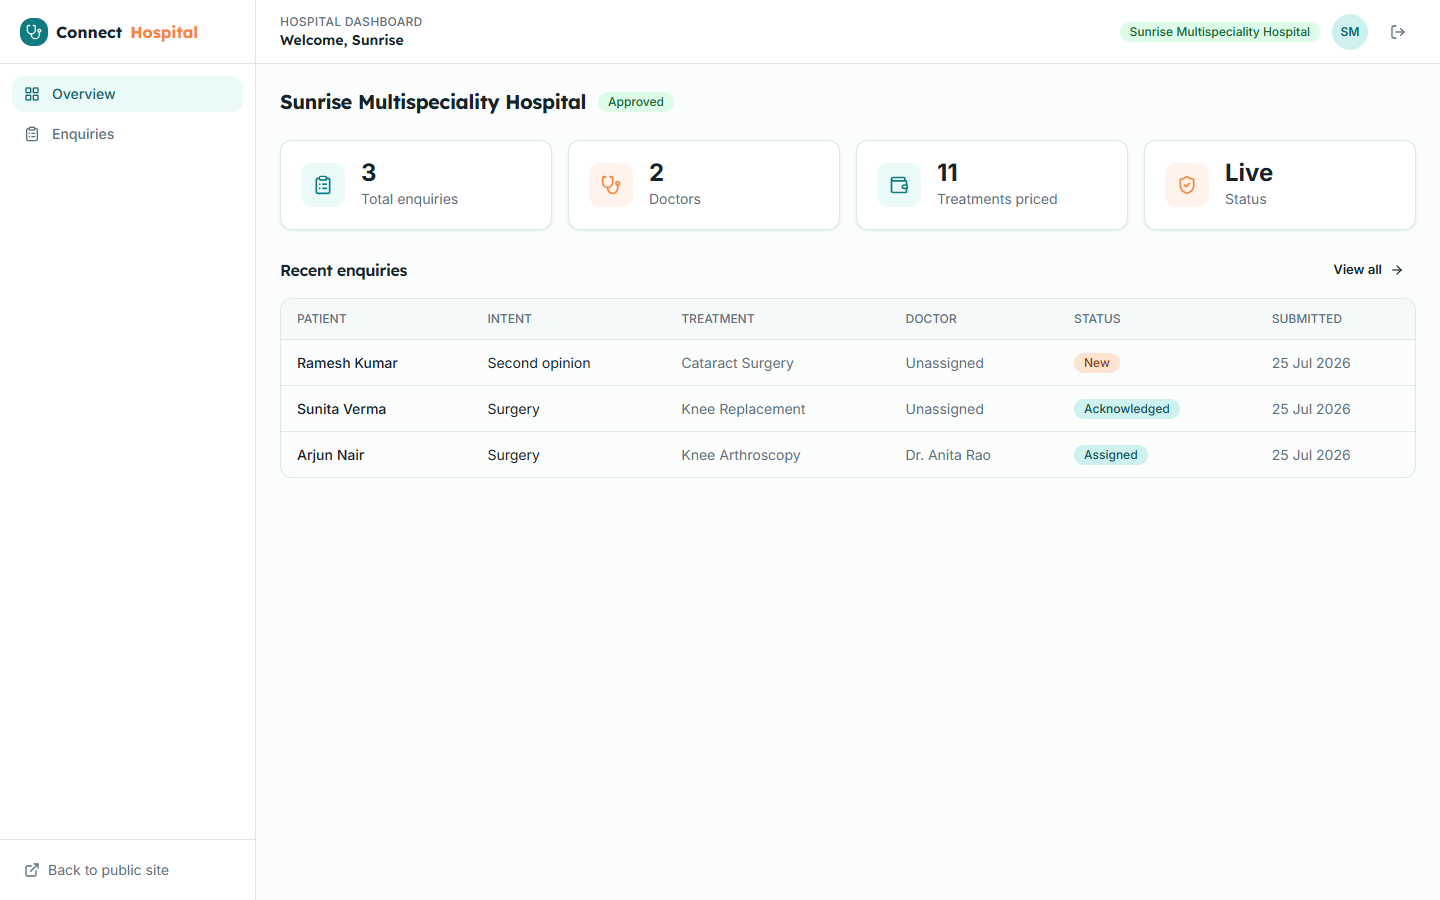 Connect Hospital
HOSPITAL DASHBOARD
Welcome, Sunrise
Sunrise Multispeciality Hospital
SM
Overview
Enquiries
Sunrise Multispeciality Hospital Approved
3
Total enquiries
2
Doctors
11
Treatments priced
Live
Status
Recent enquiries
View all
PATIENT INTENT TREATMENT DOCTOR STATUS SUBMITTED
Ramesh Kumar Second opinion Cataract Surgery Unassigned New 25 Jul 2026
Sunita Verma Surgery Knee Replacement Unassigned Acknowledged 25 Jul 2026
Arjun Nair Surgery Knee Arthroscopy Dr. Anita Rao Assigned 25 Jul 2026
Back to public site